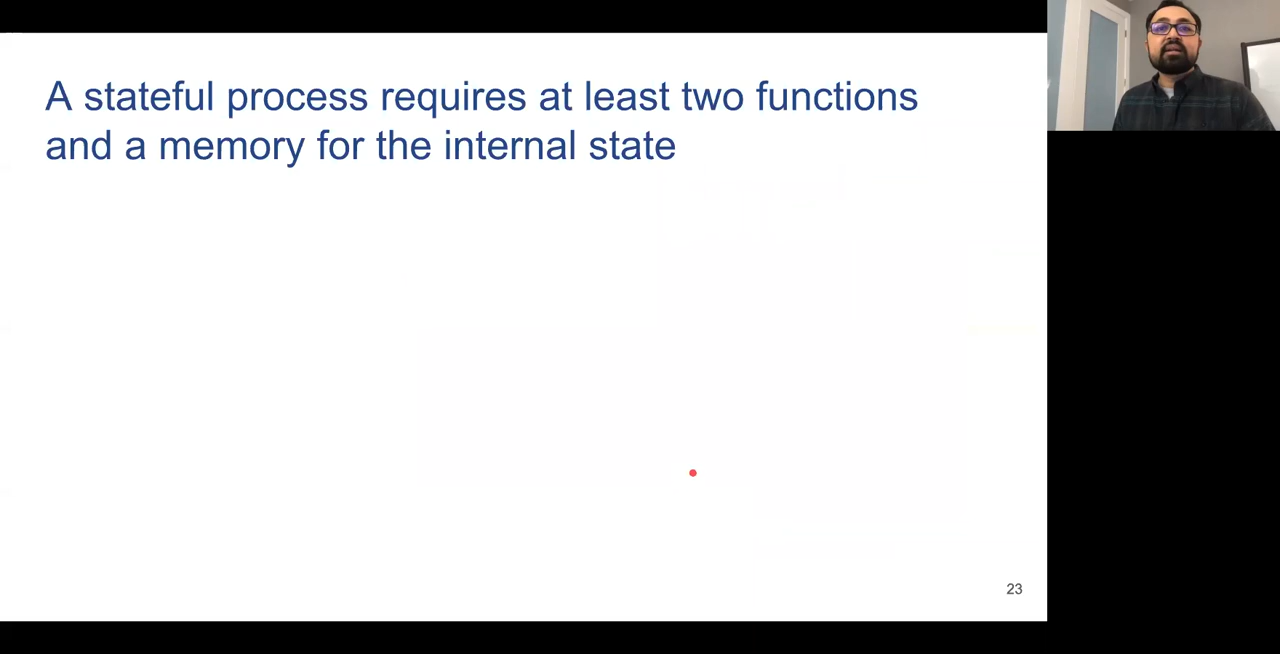 A stateful process requires at least two functions
and a memory for the internal state
23